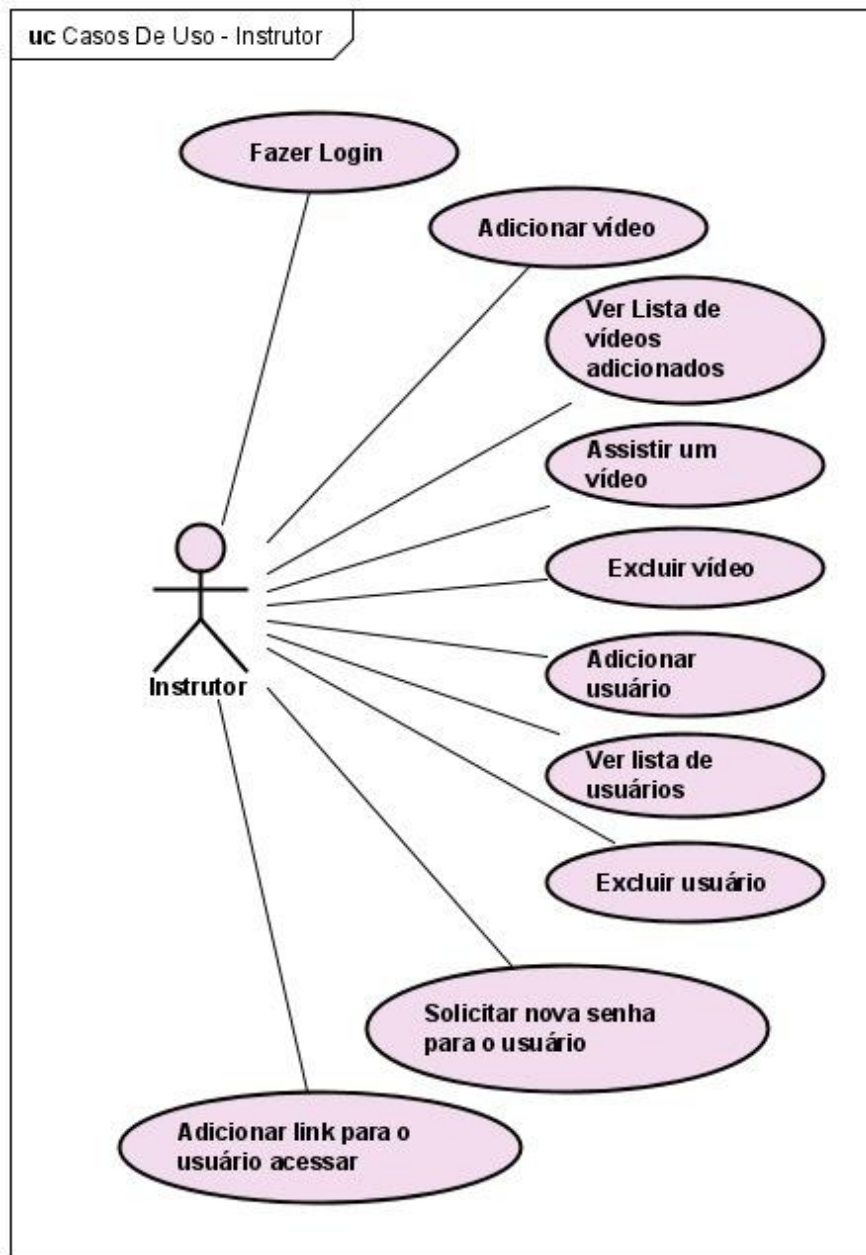 uc Casos De Uso - Instrutor
Fazer Login
Adicionar vídeo
Ver Lista de
vídeos
adicionados
Assistir um
vídeo
Excluir vídeo
Adicionar
usuário
Instrutor
Ver lista de
usuários
Excluir usuário
Solicitar nova senha
para o usuário
Adicionar link para o
usuário acessar